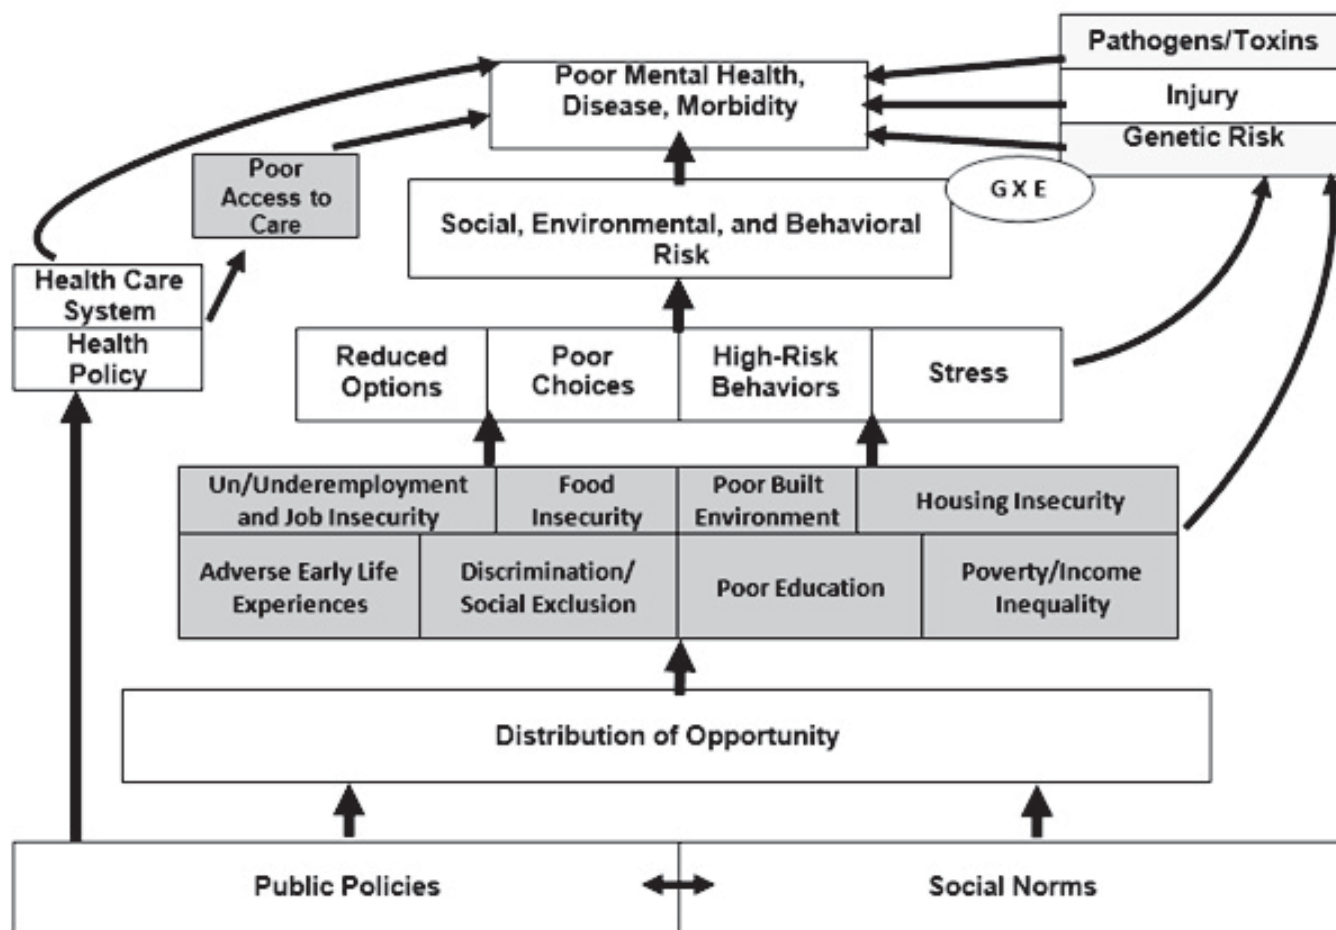 Pathogens/Toxins
Poor Mental Health,
Disease, Morbidity
Injury
Genetic Risk
Poor
Access to
Care
G X E
Social, Environmental, and Behavioral
Risk
Health Care
System
Health
Policy
Reduced
Options
Poor
Choices
High-Risk
Behaviors
Stress
Un/Underemployment
and Job Insecurity
Food
Insecurity
Poor Built
Environment
Housing Insecurity
Adverse Early Life
Experiences
Discrimination/
Social Exclusion
Poor Education
Poverty/Income
Inequality
Distribution of Opportunity
Public Policies
Social Norms